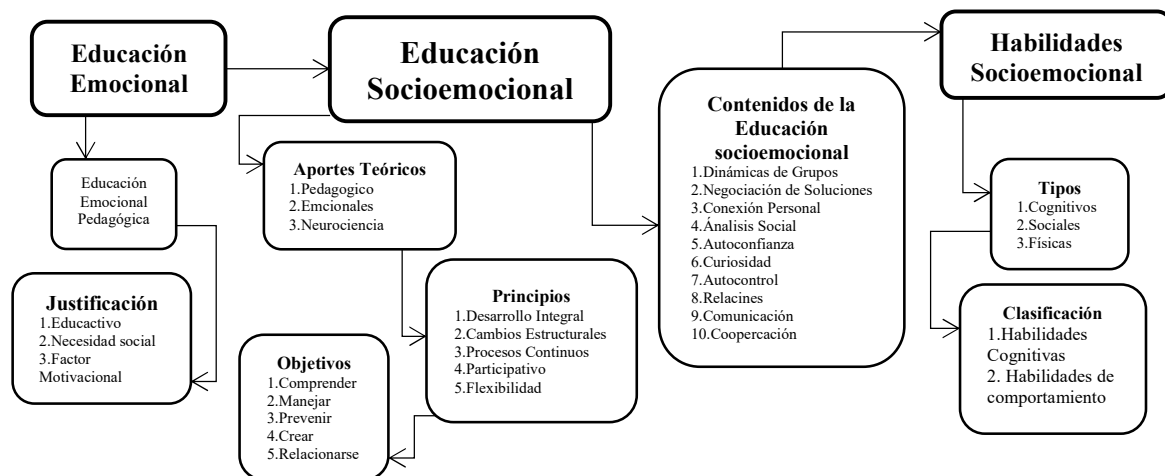 Educación
Emocional
Educación
Socioemocional
Habilidades
Socioemocional
Educación
Emocional
Pedagógica
Justificación
1.Educactivo
2.Necesidad social
3.Factor
Motivacional
Aportes Teóricos
1.Pedagogico
2.Emcionales
3.Neurociencia
Principios
1.Desarrollo Integral
2.Cambios Estructurales
3.Procesos Continuos
4.Participativo
5.Flexibilidad
Objetivos
1.Comprender
2.Manejar
3.Prevenir
4.Crear
5.Relacionarse
Contenidos de la
Educación
socioemocional
1.Dinámicas de Grupos
2.Negociación de Soluciones
3.Conexión Personal
4.Ánalisis Social
5.Autoconfianza
6.Curiosidad
7.Autocontrol
8.Relacines
9.Comunicación
10.Coopercación
Tipos
1.Cognitivos
2.Sociales
3.Físicas
Clasificación
1.Habilidades
Cognitivas
2. Habilidades de
comportamiento